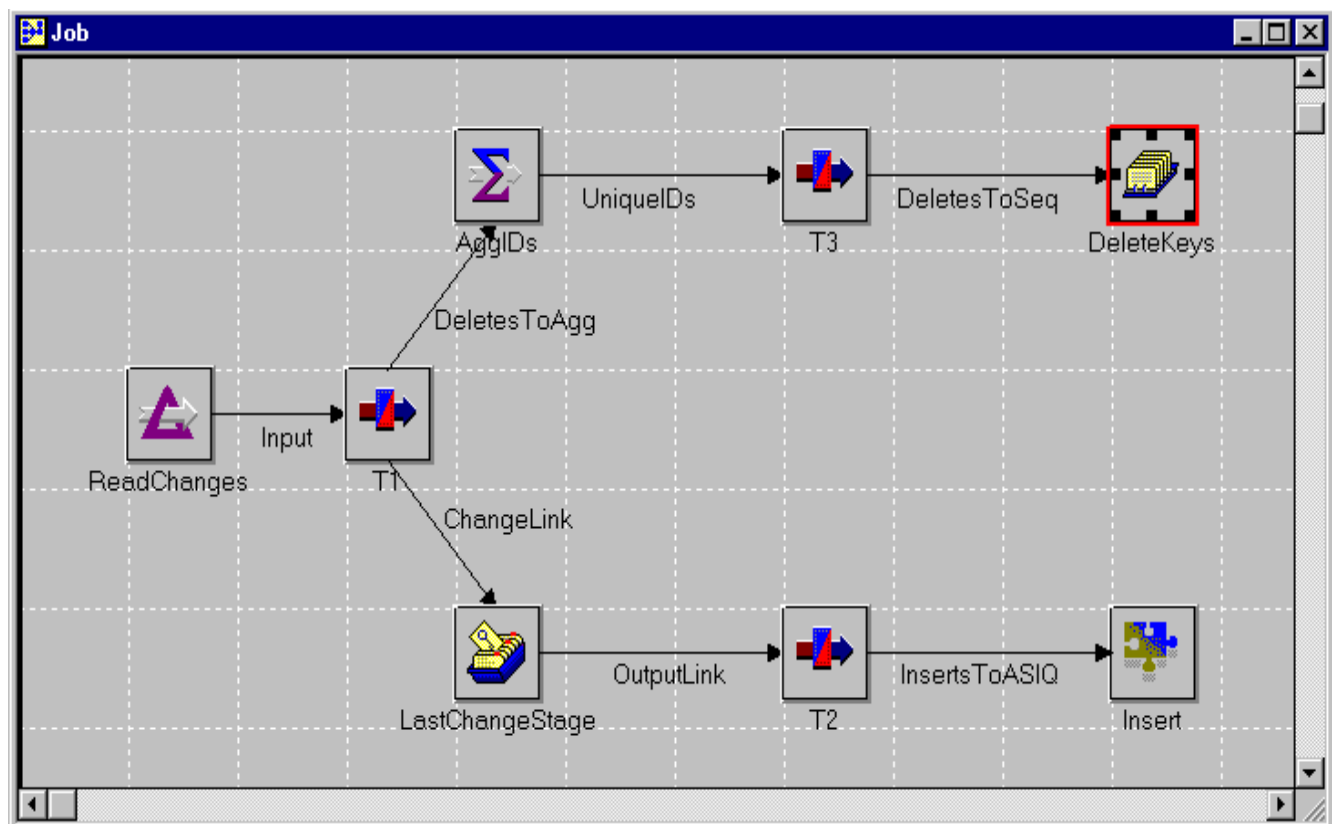 Job
UniqueIDs
DeletesToSeq
AggIDs
T3
DeleteKeys
DeletesToAgg
Input
ReadChanges
T1
ChangeLink
OutputLink
InsertsToASIQ
LastChangeStage
T2
Insert